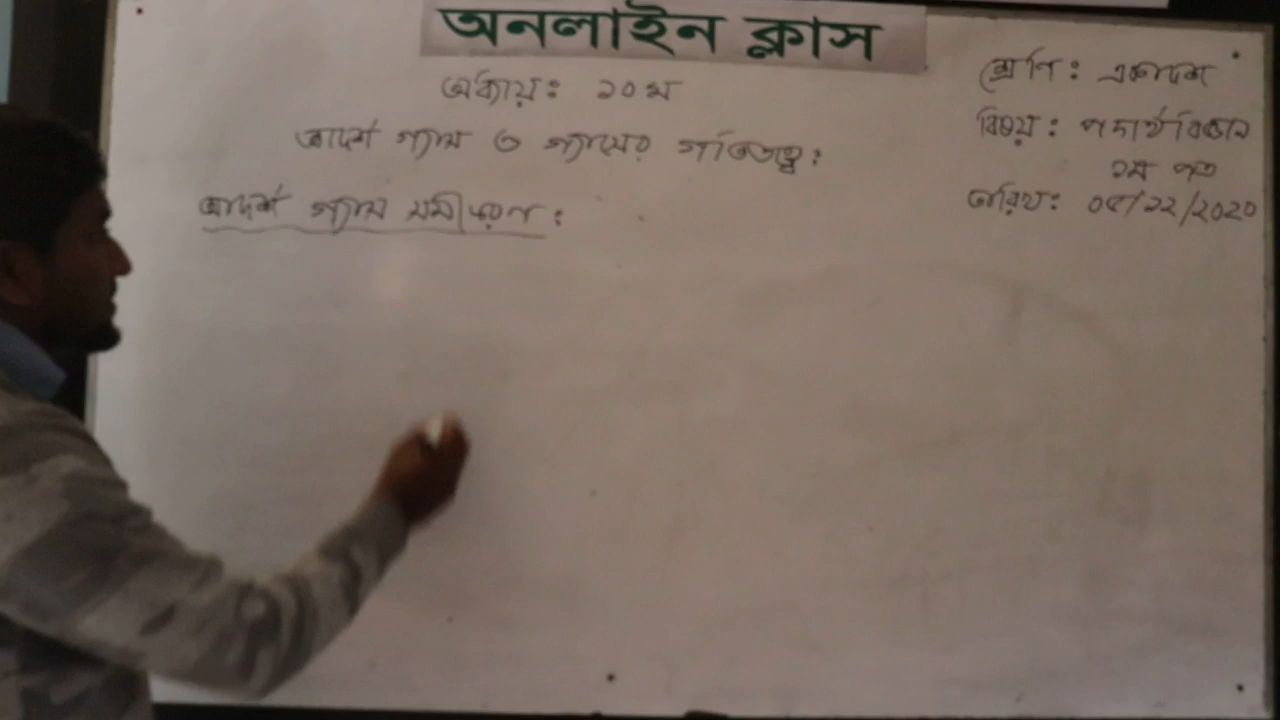 অনলাইন ক্লাস
অধ্যায়ঃ ১০ম
আদর্শ গ্যাস ও গ্যাসের গতিতত্ত্বঃ
আদর্শ গ্যাস সমীকরণ :
শ্রেণি : একাদশ
বিষয় : পদার্থবিজ্ঞান
১ম পত্র
তারিখ: ০৫/১২/২০২০